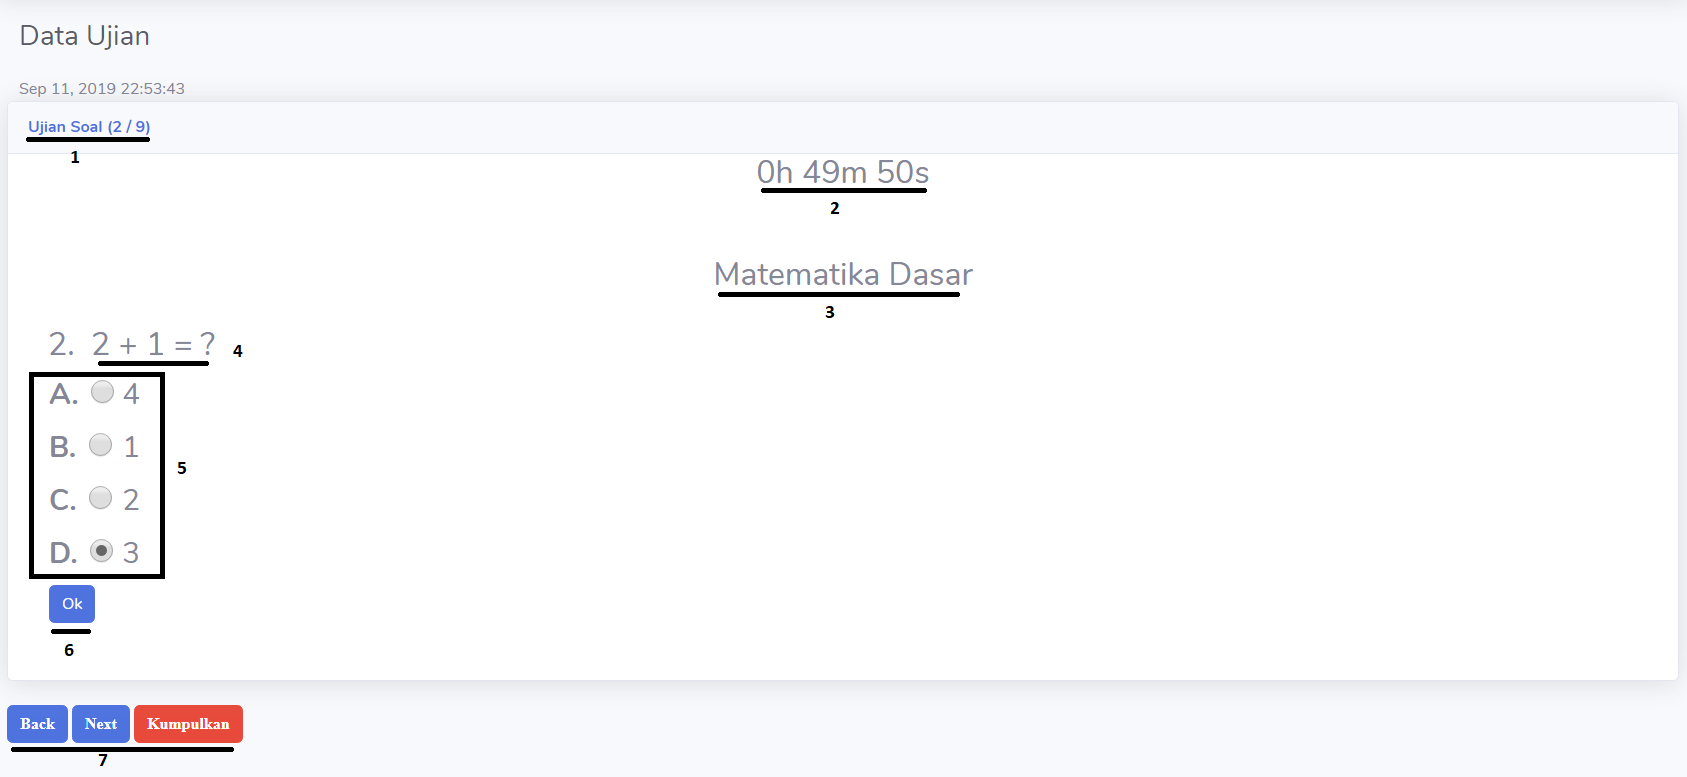 Data Ujian
Sep 11, 2019 22:53:43
Ujian Soal (2 / 9)
1
0h 49m 50s
2
Matematika Dasar
3
2. 2 + 1 = ? 4
A. 4
B. 1
5
C. 2
D. 3
Ok
6
Back Next Kumpulkan
7